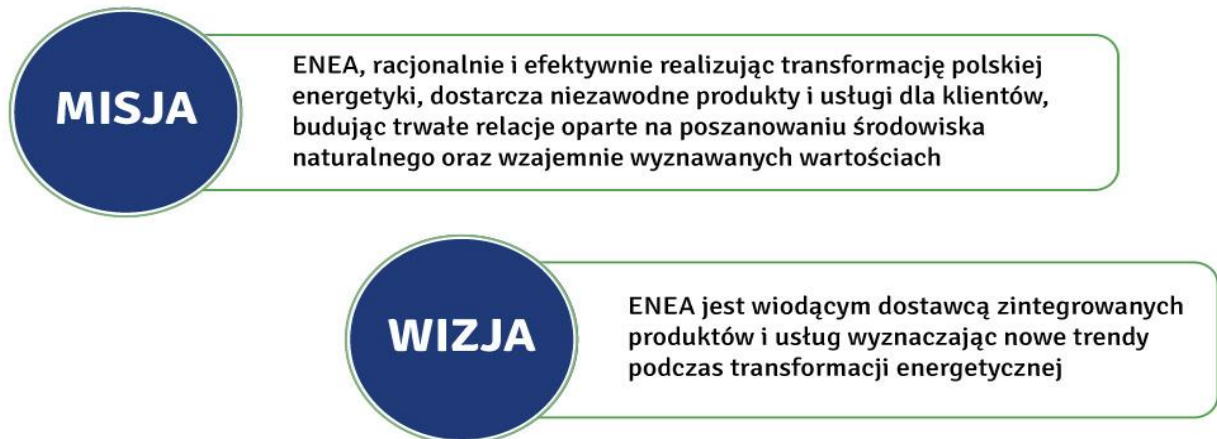 MISJA
ENEA, racjonalnie i efektywnie realizując transformację polskiej
energetyki, dostarcza niezawodne produkty i usługi dla klientów,
budując trwałe relacje oparte na poszanowaniu środowiska
naturalnego oraz wzajemnie wyznawanych wartościach
WIZJA
ENEA jest wiodącym dostawcą zintegrowanych
produktów i usług wyznaczając nowe trendy
podczas transformacji energetycznej